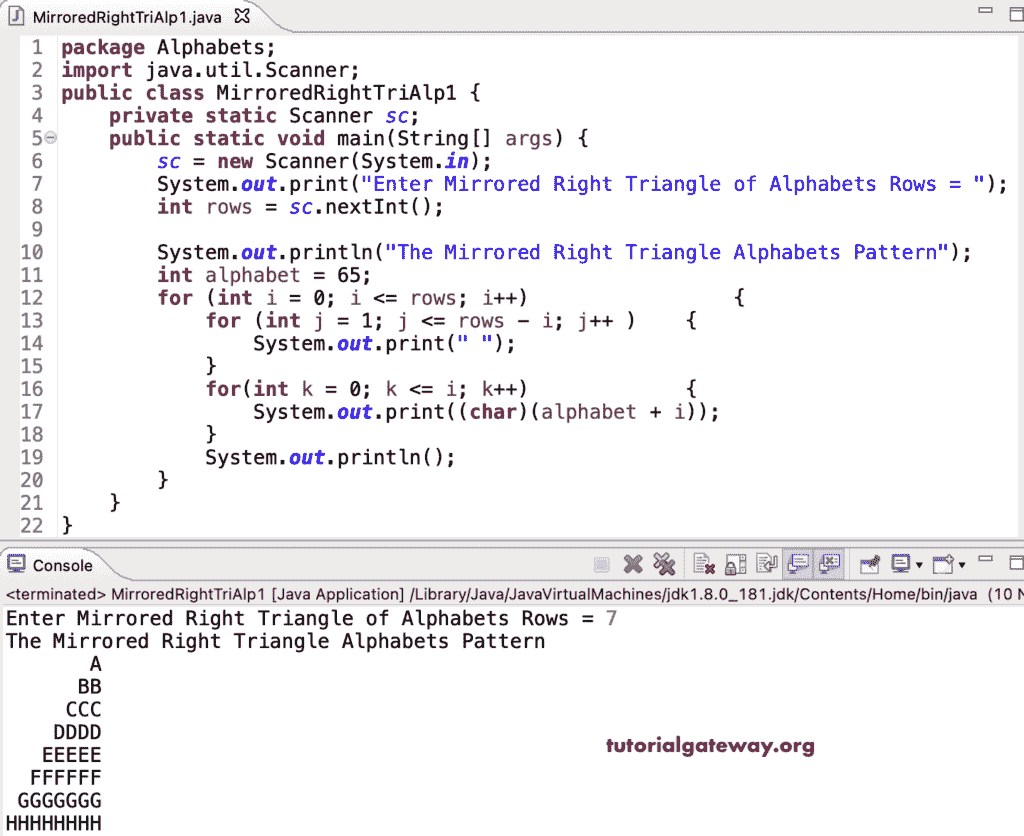 MirroredRightTriAlp1.java
1 package Alphabets;
2 import java.util.Scanner;
3 public class MirroredRightTriAlp1 {
4     private static Scanner sc;
5     public static void main(String[] args) {
6         sc = new Scanner(System.in);
7         System.out.print("Enter Mirrored Right Triangle of Alphabets Rows = ");
8         int rows = sc.nextInt();
9
10         System.out.println("The Mirrored Right Triangle Alphabets Pattern");
11         int alphabet = 65;
12         for (int i = 0; i <= rows; i++)                 {
13             for (int j = 1; j <= rows - i; j++ )    {
14                 System.out.print(" ");
15             }
16             for(int k = 0; k <= i; k++)             {
17                 System.out.print((char)(alphabet + i));
18             }
19             System.out.println();
20         }
21     }
22 }
Console
<terminated> MirroredRightTriAlp1 [Java Application] /Library/Java/JavaVirtualMachines/jdk1.8.0_181.jdk/Contents/Home/bin/java (10 N
Enter Mirrored Right Triangle of Alphabets Rows = 7
The Mirrored Right Triangle Alphabets Pattern
       A
      BB
     CCC
    DDDD
   EEEEE
  FFFFFF
 GGGGGGG
HHHHHHHH
tutorialgateway.org